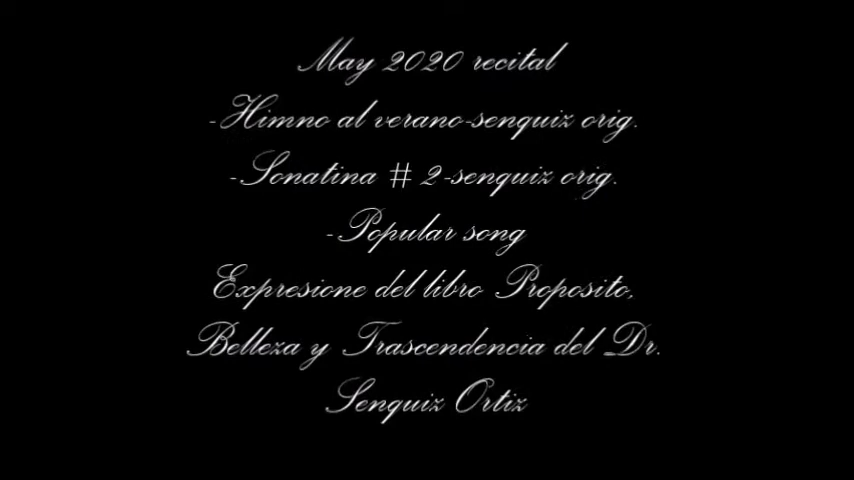 May 2020 recital
-Himno al verano-senquiz orig.
-Sonatina # 2-senquiz orig.
-Popular song
Expresione del libro Proposito,
Belleza y Trascendencia del Dr.
Senquiz Ortiz